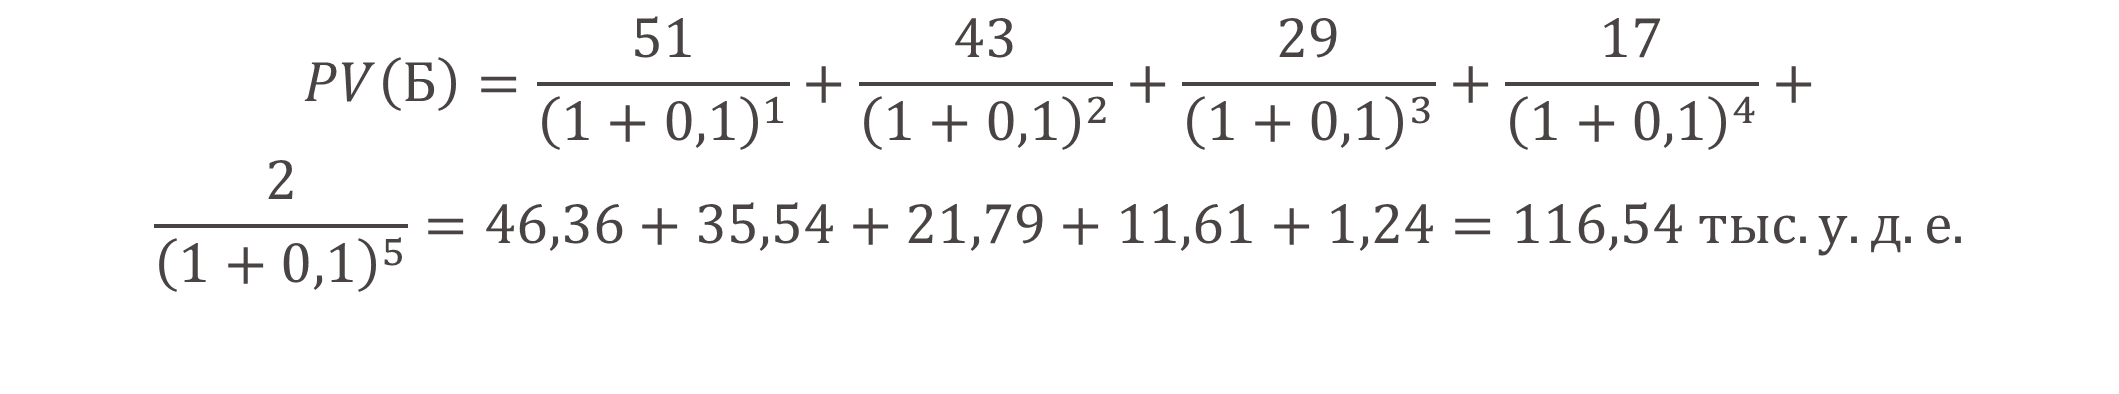 PV(Б) = 51/(1 + 0,1)¹ + 43/(1 + 0,1)² + 29/(1 + 0,1)³ + 17/(1 + 0,1)⁴ +
2/(1 + 0,1)⁵ = 46,36 + 35,54 + 21,79 + 11,61 + 1,24 = 116,54 тыс. у. д. е.